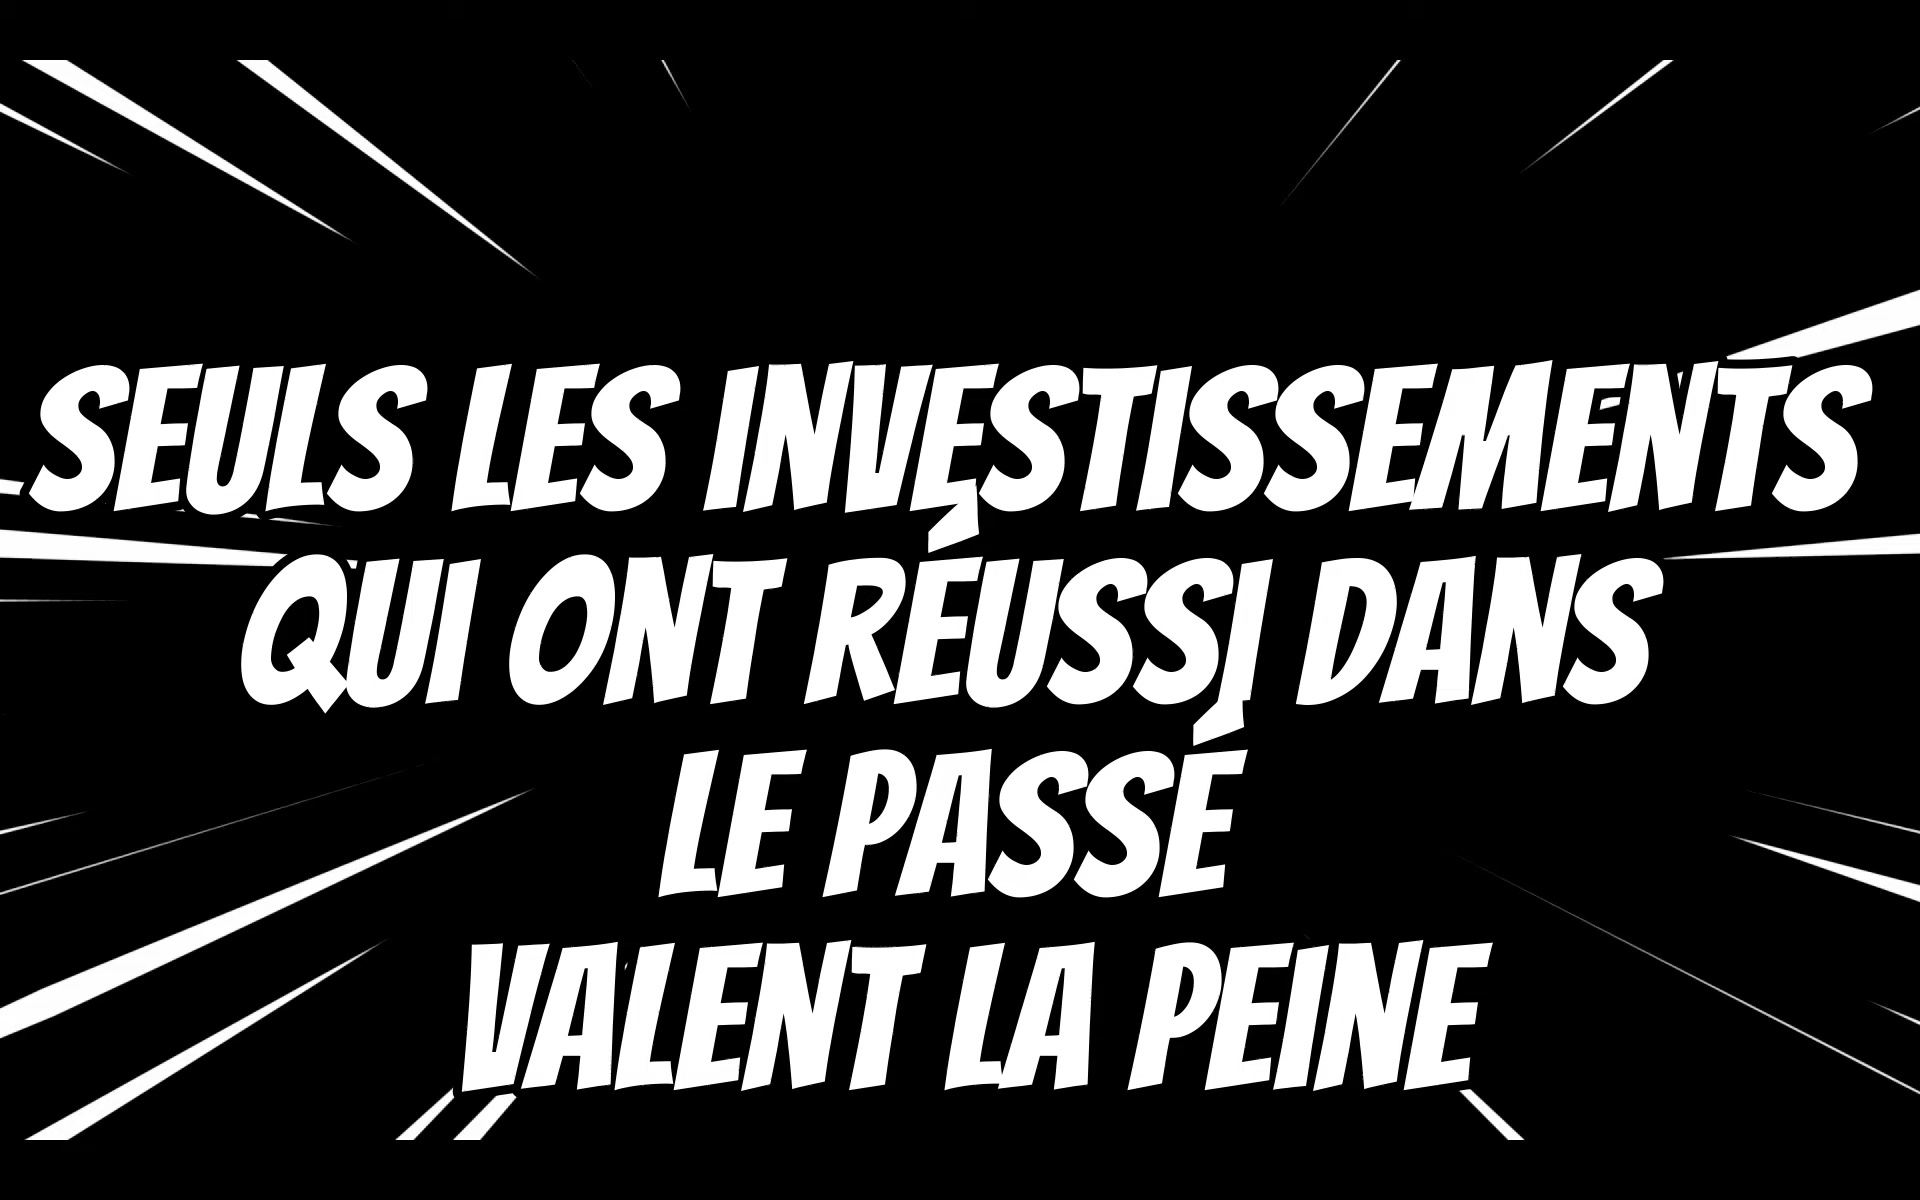 SEULS LES INVESTISSEMENTS
QUI ONT RÉUSSI DANS
LE PASSÉ
VALENT LA PEINE